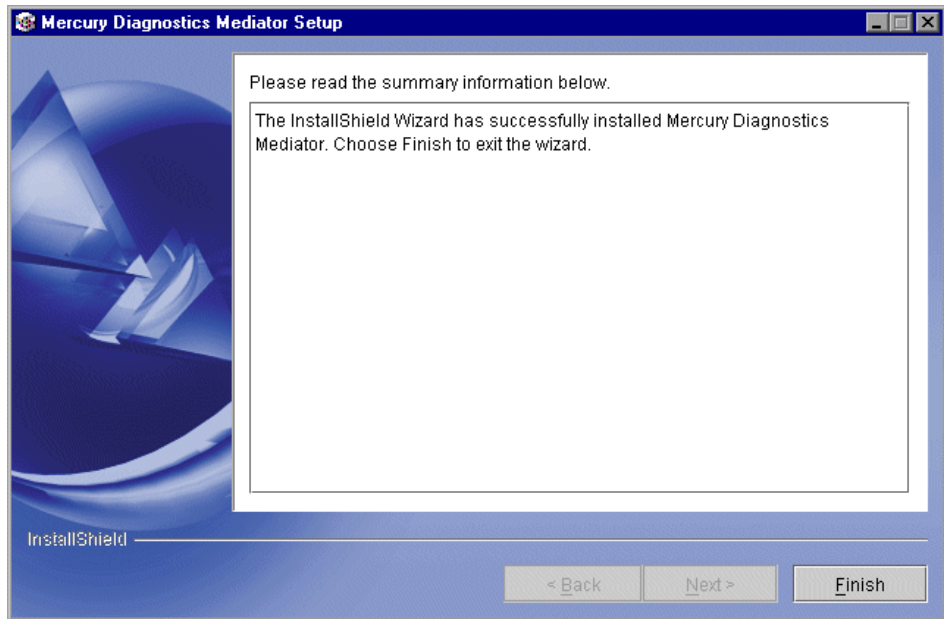 Mercury Diagnostics Mediator Setup
Please read the summary information below.
The InstallShield Wizard has successfully installed Mercury Diagnostics
Mediator. Choose Finish to exit the wizard.
InstallShield
< Back
Next >
Finish